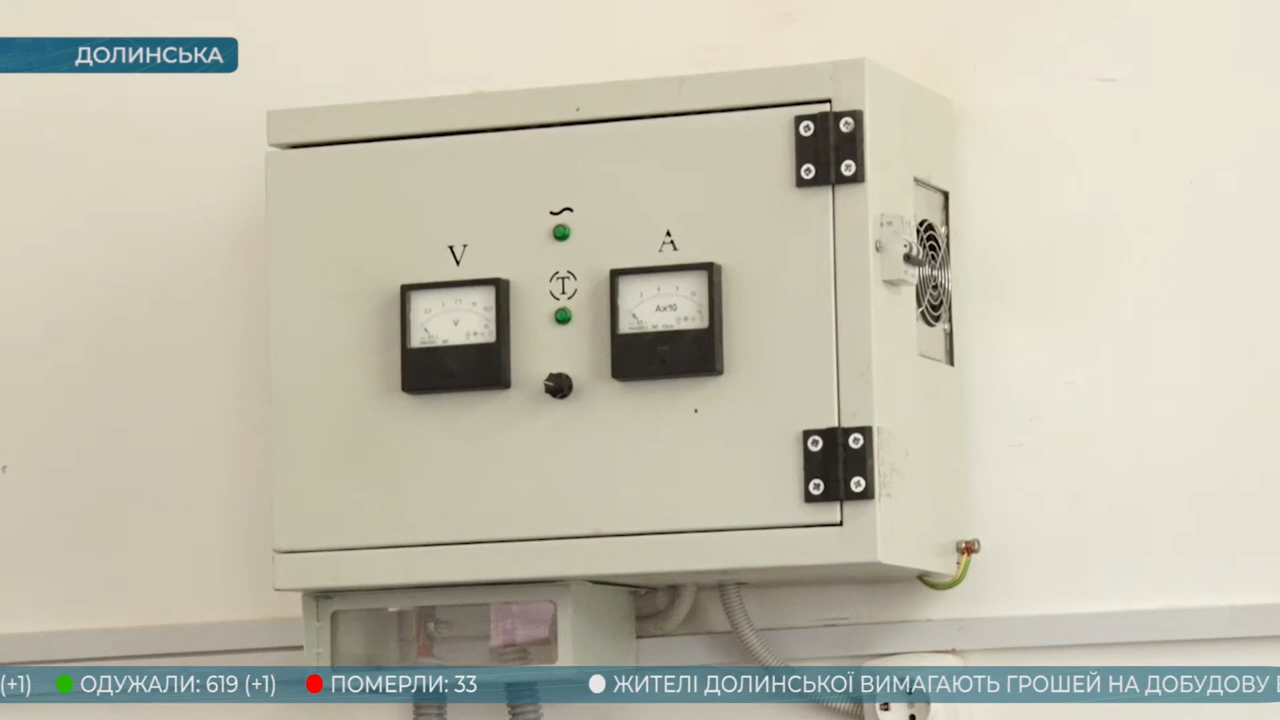 ДОЛИНСЬКА
V
A
T
V
Ax10
(+1) ОДУЖАЛИ: 619 (+1) ПОМЕРЛИ: 33 ЖИТЕЛІ ДОЛИНСЬКОЇ ВИМАГАЮТЬ ГРОШЕЙ НА ДОБУДОВУ